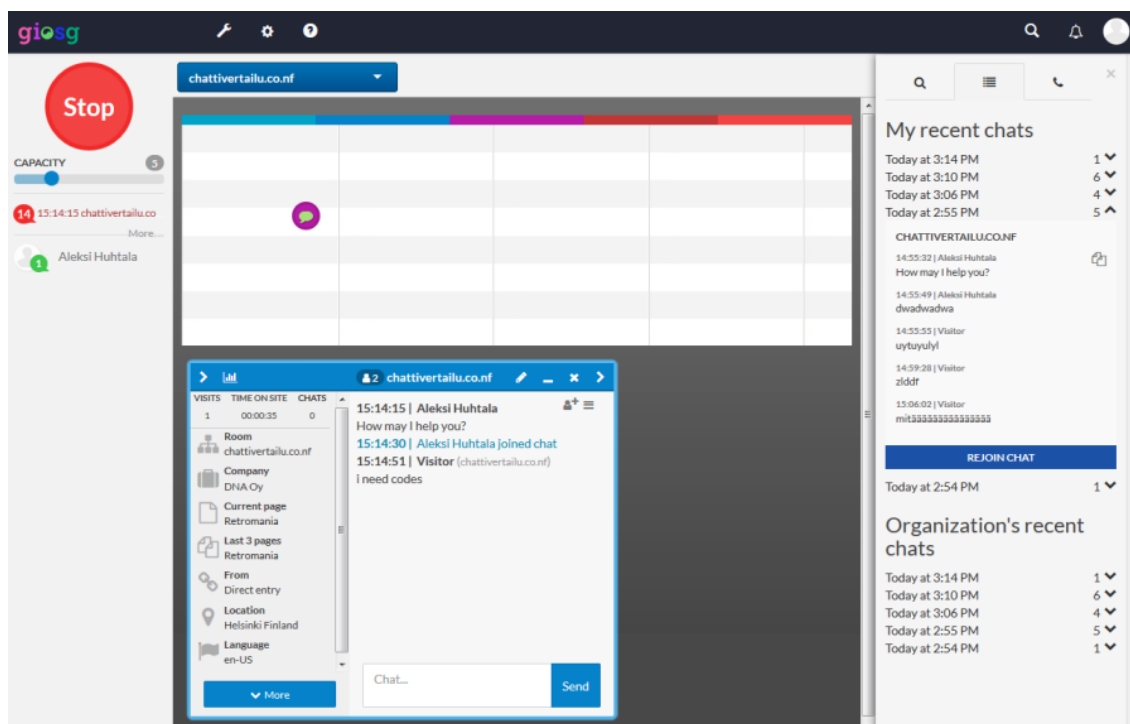 giosg
Stop
CAPACITY 5
14 15:14:15 chattivertailu.co
More...
1 Aleksi Huhtala
chattivertailu.co.nf
2 chattivertailu.co.nf
VISITS TIME ON SITE CHATS
1 00:00:35 0
Room
chattivertailu.co.nf
Company
DNA Oy
Current page
Retromania
Last 3 pages
Retromania
From
Direct entry
Location
Helsinki Finland
Language
en-US
More
15:14:15 | Aleksi Huhtala
How may I help you?
15:14:30 | Aleksi Huhtala joined chat
15:14:51 | Visitor (chattivertailu.co.nf)
i need codes
Chat...
Send
My recent chats
Today at 3:14 PM 1
Today at 3:10 PM 6
Today at 3:06 PM 4
Today at 2:55 PM 5
CHATTIVERTAILU.CO.NF
14:55:32 | Aleksi Huhtala
How may I help you?
14:55:49 | Aleksi Huhtala
dwadwadwa
14:55:55 | Visitor
uytuyulyl
14:59:28 | Visitor
zlddf
15:06:02 | Visitor
REJOIN CHAT
Today at 2:54 PM 1
Organization's recent
chats
Today at 3:14 PM 1
Today at 3:10 PM 6
Today at 3:06 PM 4
Today at 2:55 PM 5
Today at 2:54 PM 1